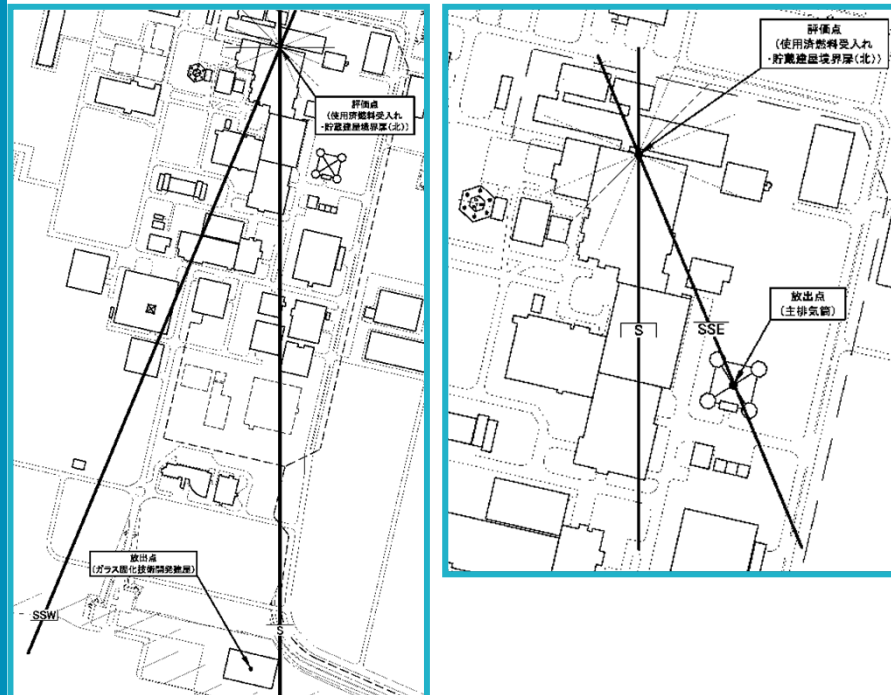 評価点
(使用済燃料受入れ
・貯蔵建屋境界扉(北))
放出点
(ガラス固化技術開発建屋)
SSW
S
評価点
(使用済燃料受入れ
・貯蔵建屋境界扉(北))
放出点
(主排気筒)
S
SSE